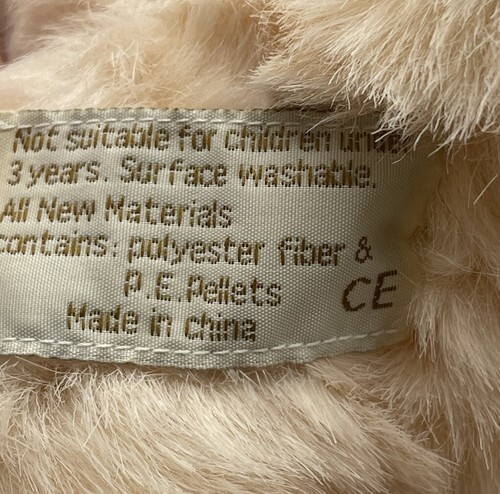 Not suitable for children under
3 years. Surface washable.
All New Materials
contains: polyester fiber &
P.E.Pellets
CE
Made in china